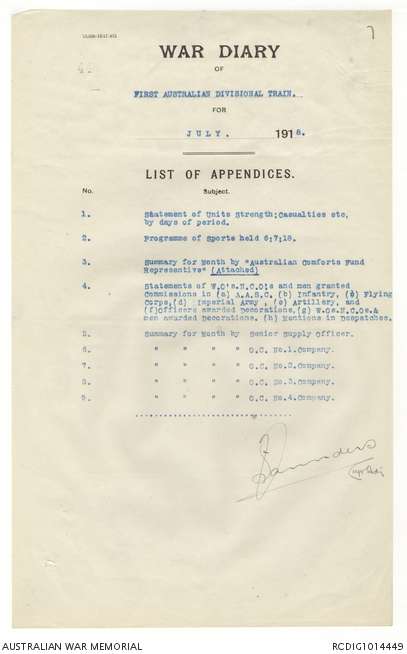 7
WAR DIARY
OF
FIRST AUSTRALIAN DIVISIONAL TRAIN.
FOR
JULY. 1918.
LIST OF APPENDICES.
No. Subject.
1. Statement of Units Strength;Casualties etc,
by days of period.
2. Programme of Sports held 6;7;18.
3. Summary for Month by "Australian Comforts Fund
Representive" (Attached)
4. Statements of W.O's.N.C.O;s and men granted
Commissions in (a) A.A.S.C. (b) Infantry, (c) Flying
Corps,(d) Imperial Army , (e) Artillery, and
(f)Officers awarded Decorations,(g) W.Os.N.C.Os.&
men awarded Decorations, (h) Mentions in Despatches.
5. Summary for Month by Senior Supply Officer.
6. " " " " O.C. No.1.Company.
7. " " " " O.C. No.2.Company.
8. " " " " O.C. No.3.Company.
9. " " " " O.C. No.4.Company.
Saunders
AUSTRALIAN WAR MEMORIAL RCDIG1014449